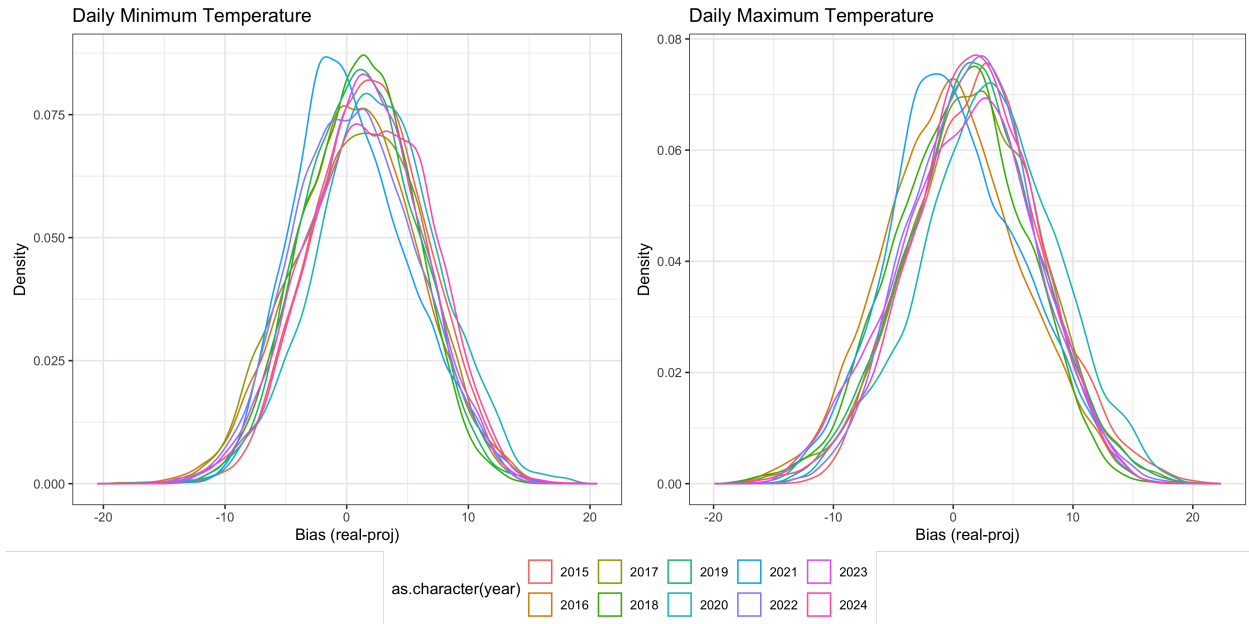 Daily Minimum Temperature
Daily Maximum Temperature
Density
0.075
0.050
0.025
0.000
-20
-10
0
10
20
Bias (real-proj)
Density
0.08
0.06
0.04
0.02
0.00
-20
-10
0
10
20
Bias (real-proj)
as.character(year)
2015 2017 2019 2021 2023
2016 2018 2020 2022 2024